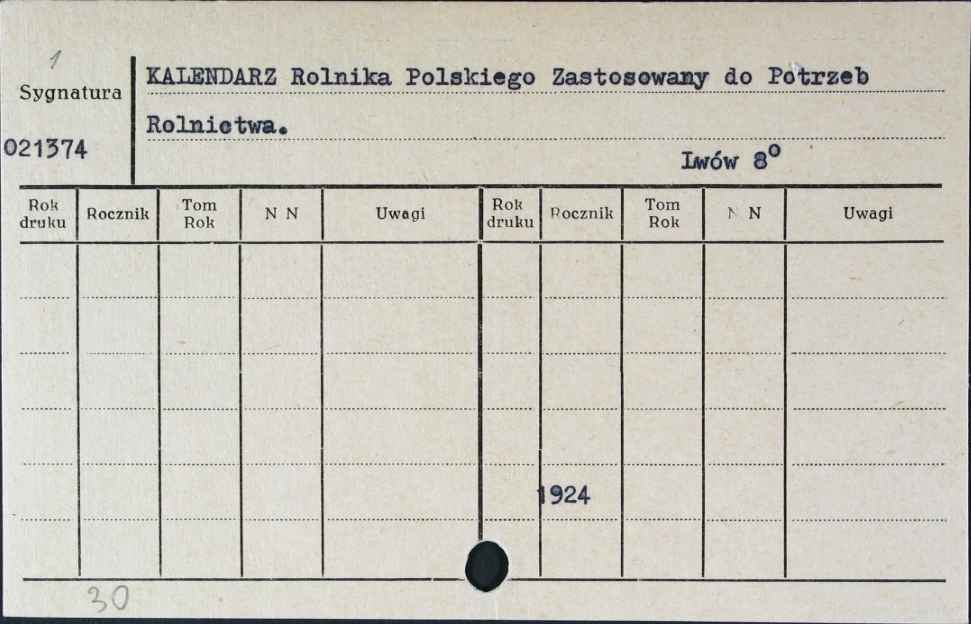 1
Sygnatura
021374
KALENDARZ Rolnika Polskiego Zastosowany do Potrzeb
Rolnictwa.
Lwów 8°
Rok druku Rocznik Tom Rok N N Uwagi Rok druku Rocznik Tom Rok N N Uwagi
1924
30